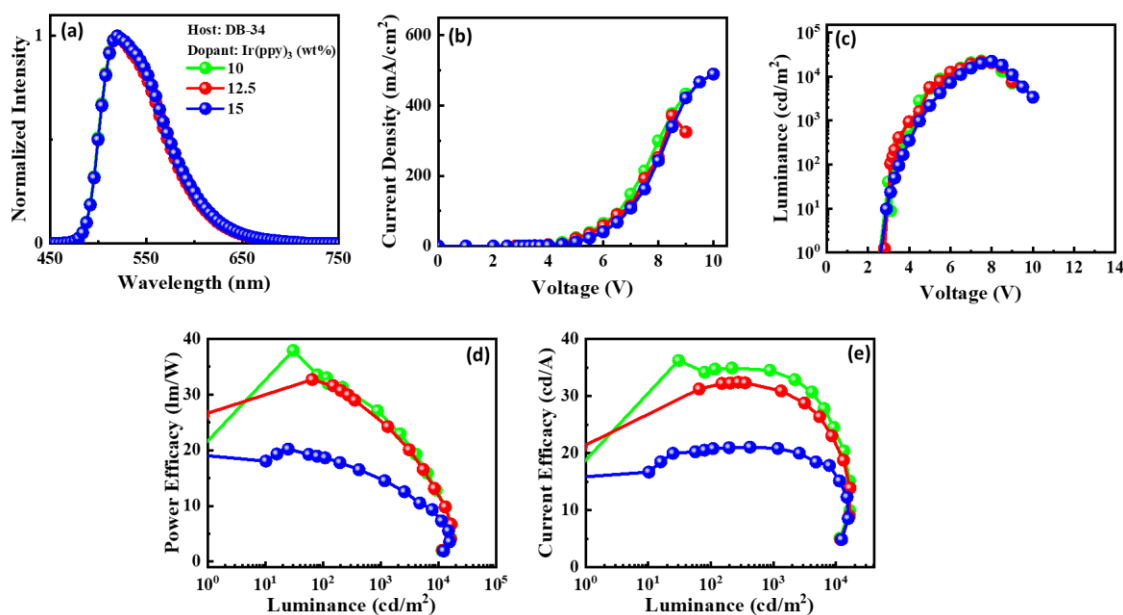 (a)
Host: DB-34
Dopant: Ir(ppy)₃ (wt%)
10
12.5
15
Normalized Intensity
1
0
450 500 550 600 650 700 750
Wavelength (nm)
(b)
Current Density (mA/cm²)
600
400
200
0
0 2 4 6 8 10
Voltage (V)
(c)
Luminance (cd/m²)
10⁵
10⁴
10³
10²
10¹
10⁰
0 2 4 6 8 10 12 14
Voltage (V)
(d)
Power Efficacy (lm/W)
40
30
20
10
0
10⁰ 10¹ 10² 10³ 10⁴ 10⁵
Luminance (cd/m²)
(e)
Current Efficacy (cd/A)
40
30
20
10
0
10⁰ 10¹ 10² 10³ 10⁴
Luminance (cd/m²)